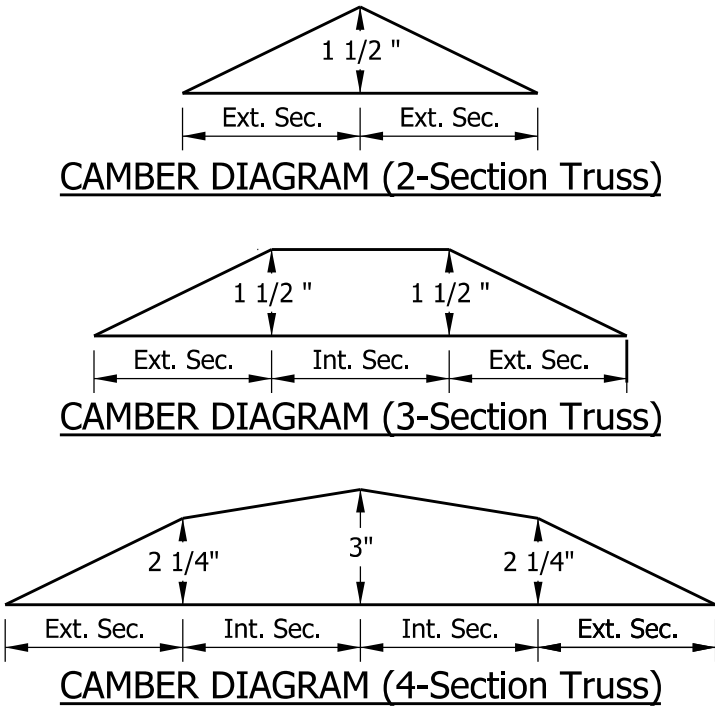 1 1/2 "
Ext. Sec. Ext. Sec.
CAMBER DIAGRAM (2-Section Truss)
1 1/2 " 1 1/2 "
Ext. Sec. Int. Sec. Ext. Sec.
CAMBER DIAGRAM (3-Section Truss)
2 1/4" 3" 2 1/4"
Ext. Sec. Int. Sec. Int. Sec. Ext. Sec.
CAMBER DIAGRAM (4-Section Truss)